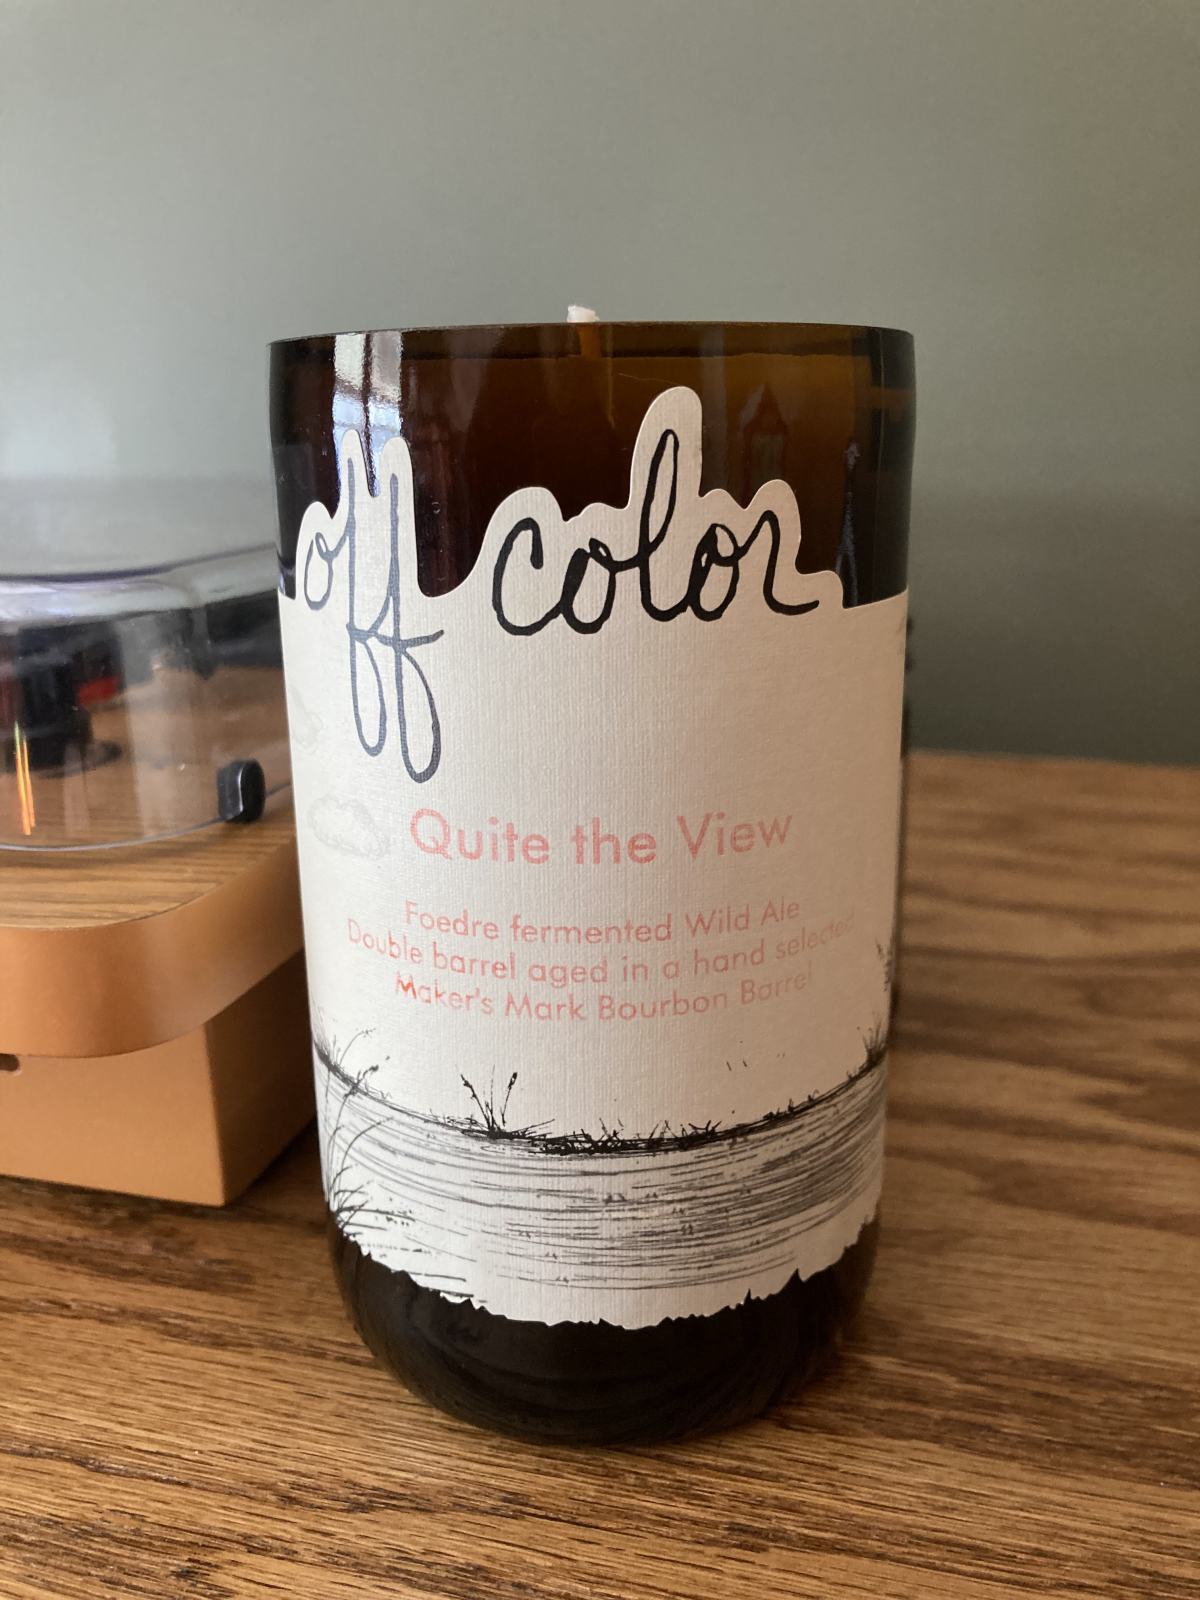 off color
Quite the View
Foedre fermented Wild Ale
Double barrel aged in a hand selected
Maker's Mark Bourbon Barrel